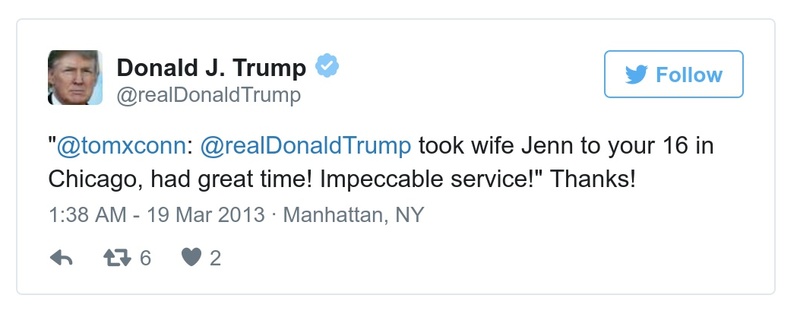 Donald J. Trump
@realDonaldTrump
Follow
"@tomxconn: @realDonaldTrump took wife Jenn to your 16 in
Chicago, had great time! Impeccable service!" Thanks!
1:38 AM - 19 Mar 2013 · Manhattan, NY
6 2